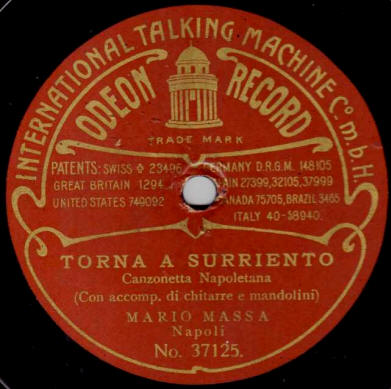 INTERNATIONAL TALKING MACHINE Co. m.b.H.
ODEON RECORD
TRADE MARK
PATENTS: SWISS ✥ 23496, GERMANY D.R.G.M. 148105
GREAT BRITAIN 1294, 27399, 32105, 37999
UNITED STATES 749092 CANADA 75705, BRAZIL 3465
ITALY 40-58940.
TORNA A SURRIENTO
Canzonetta Napoletana
(Con accomp. di chitarre e mandolini)
MARIO MASSA
Napoli
No. 37125.